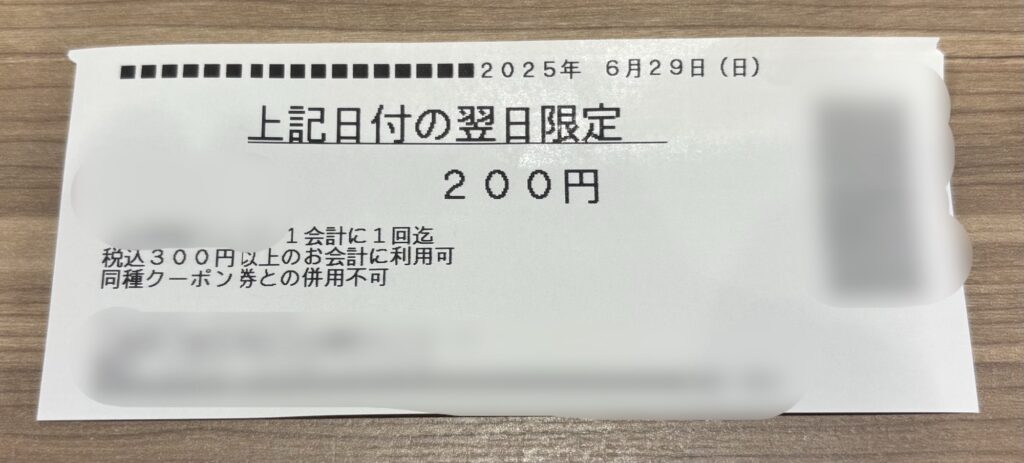 ■■■■■■■■■■■■■■■■■■２０２５年　６月２９日（日）
上記日付の翌日限定
２００円
１会計に１回迄
税込３００円以上のお会計に利用可
同種クーポン券との併用不可